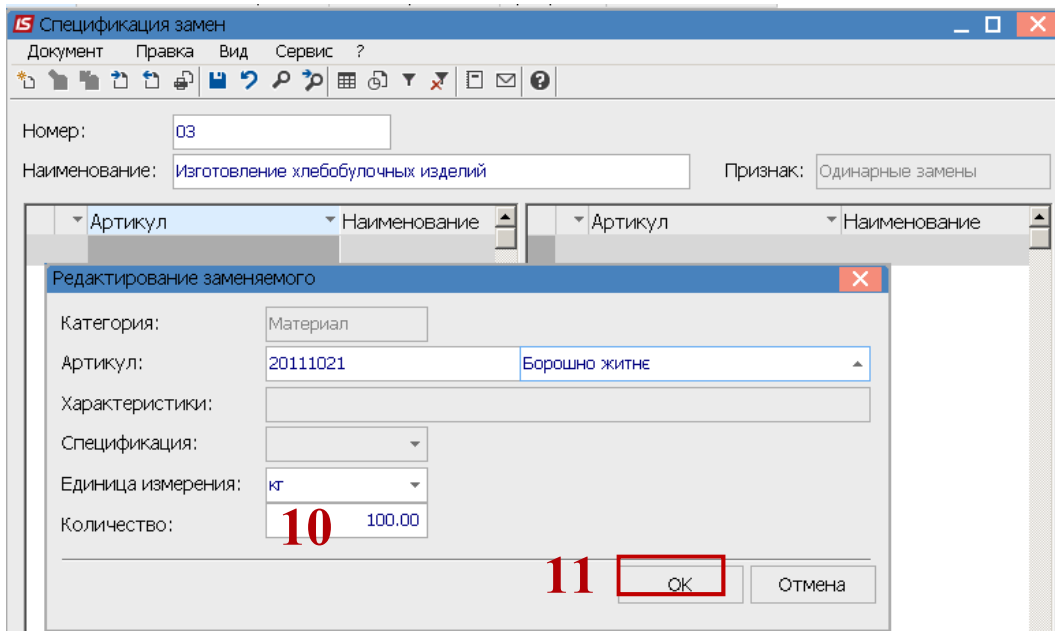 IS Спецификация замен
Документ Правка Вид Сервис ?
Номер: 03
Наименование: Изготовление хлебобулочных изделий Признак: Одинарные замены
Артикул Наименование Артикул Наименование
Редактирование заменяемого
Категория: Материал
Артикул: 20111021 Борошно житнє
Характеристики:
Спецификация:
Единица измерения: кг
Количество: 10 100.00
11 OK Отмена